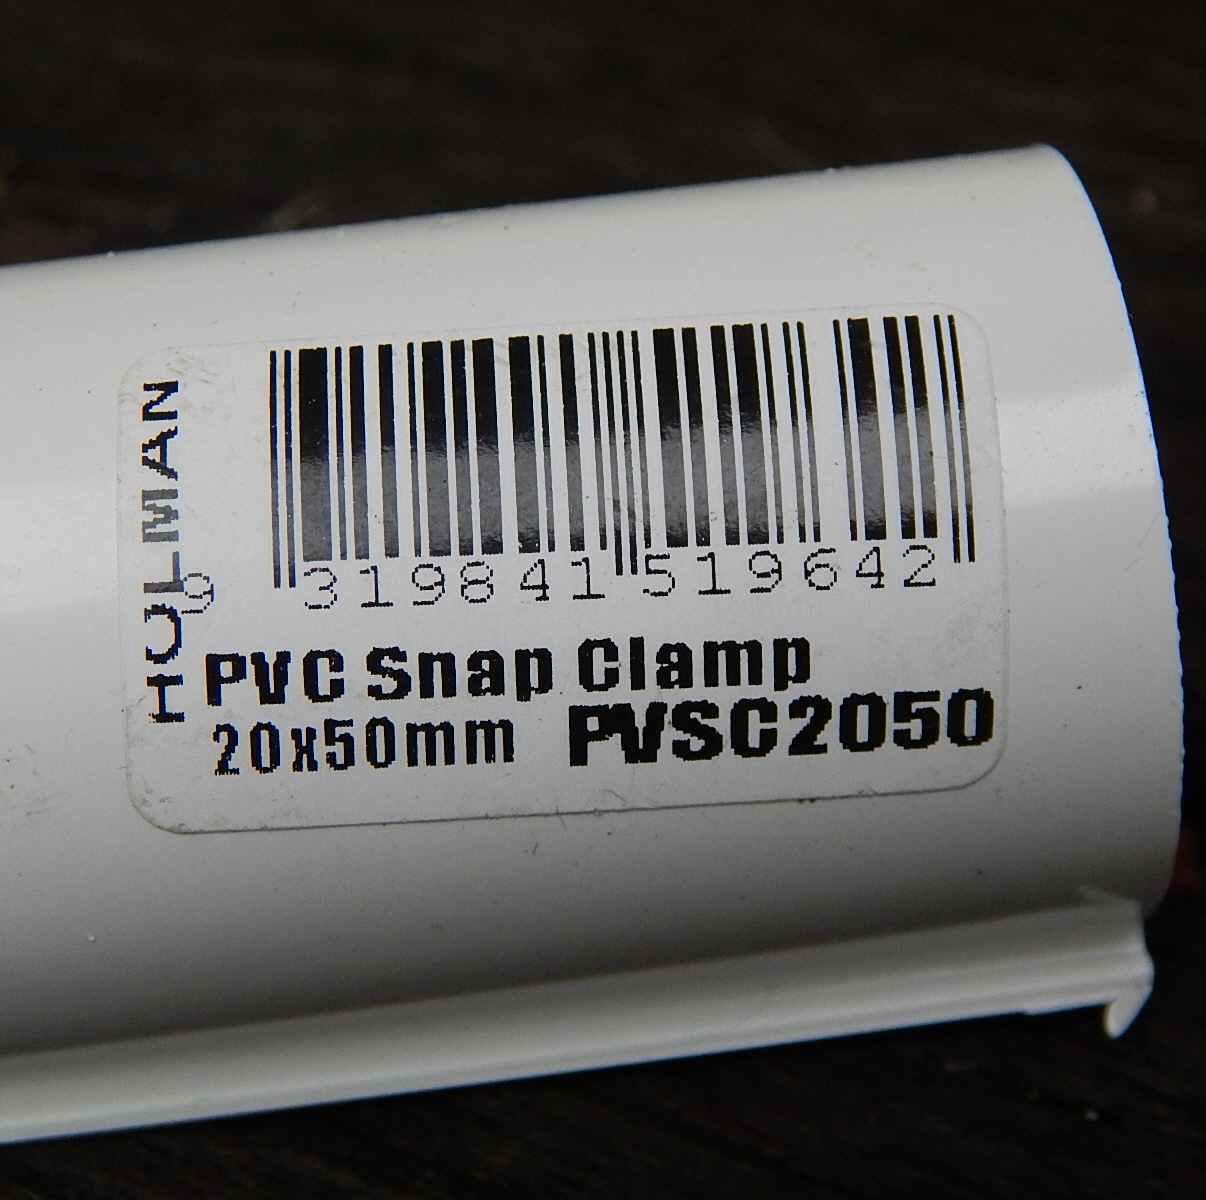 HOLMAN
9 319841 519642
PVC Snap Clamp
20x50mm PVSC2050